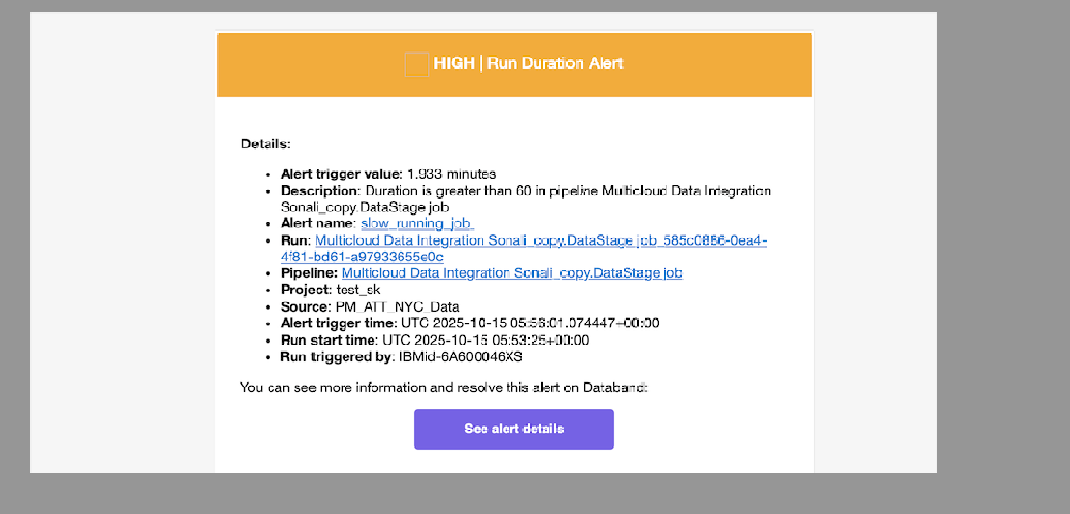 HIGH | Run Duration Alert
Details:
• Alert trigger value: 1.933 minutes
• Description: Duration is greater than 60 in pipeline Multicloud Data Integration
Sonali_copy.DataStage job
• Alert name: slow_running_job
• Run: Multicloud Data Integration Sonali_copy.DataStage job_585c0886-0ea4-
4f81-bd61-a97933655e0c
• Pipeline: Multicloud Data Integration Sonali_copy.DataStage job
• Project: test_sk
• Source: PM_ATT_NYC_Data
• Alert trigger time: UTC 2025-10-15 05:56:01.074447+00:00
• Run start time: UTC 2025-10-15 05:53:25+00:00
• Run triggered by: IBMid-6A600046XS
You can see more information and resolve this alert on Databand:
See alert details